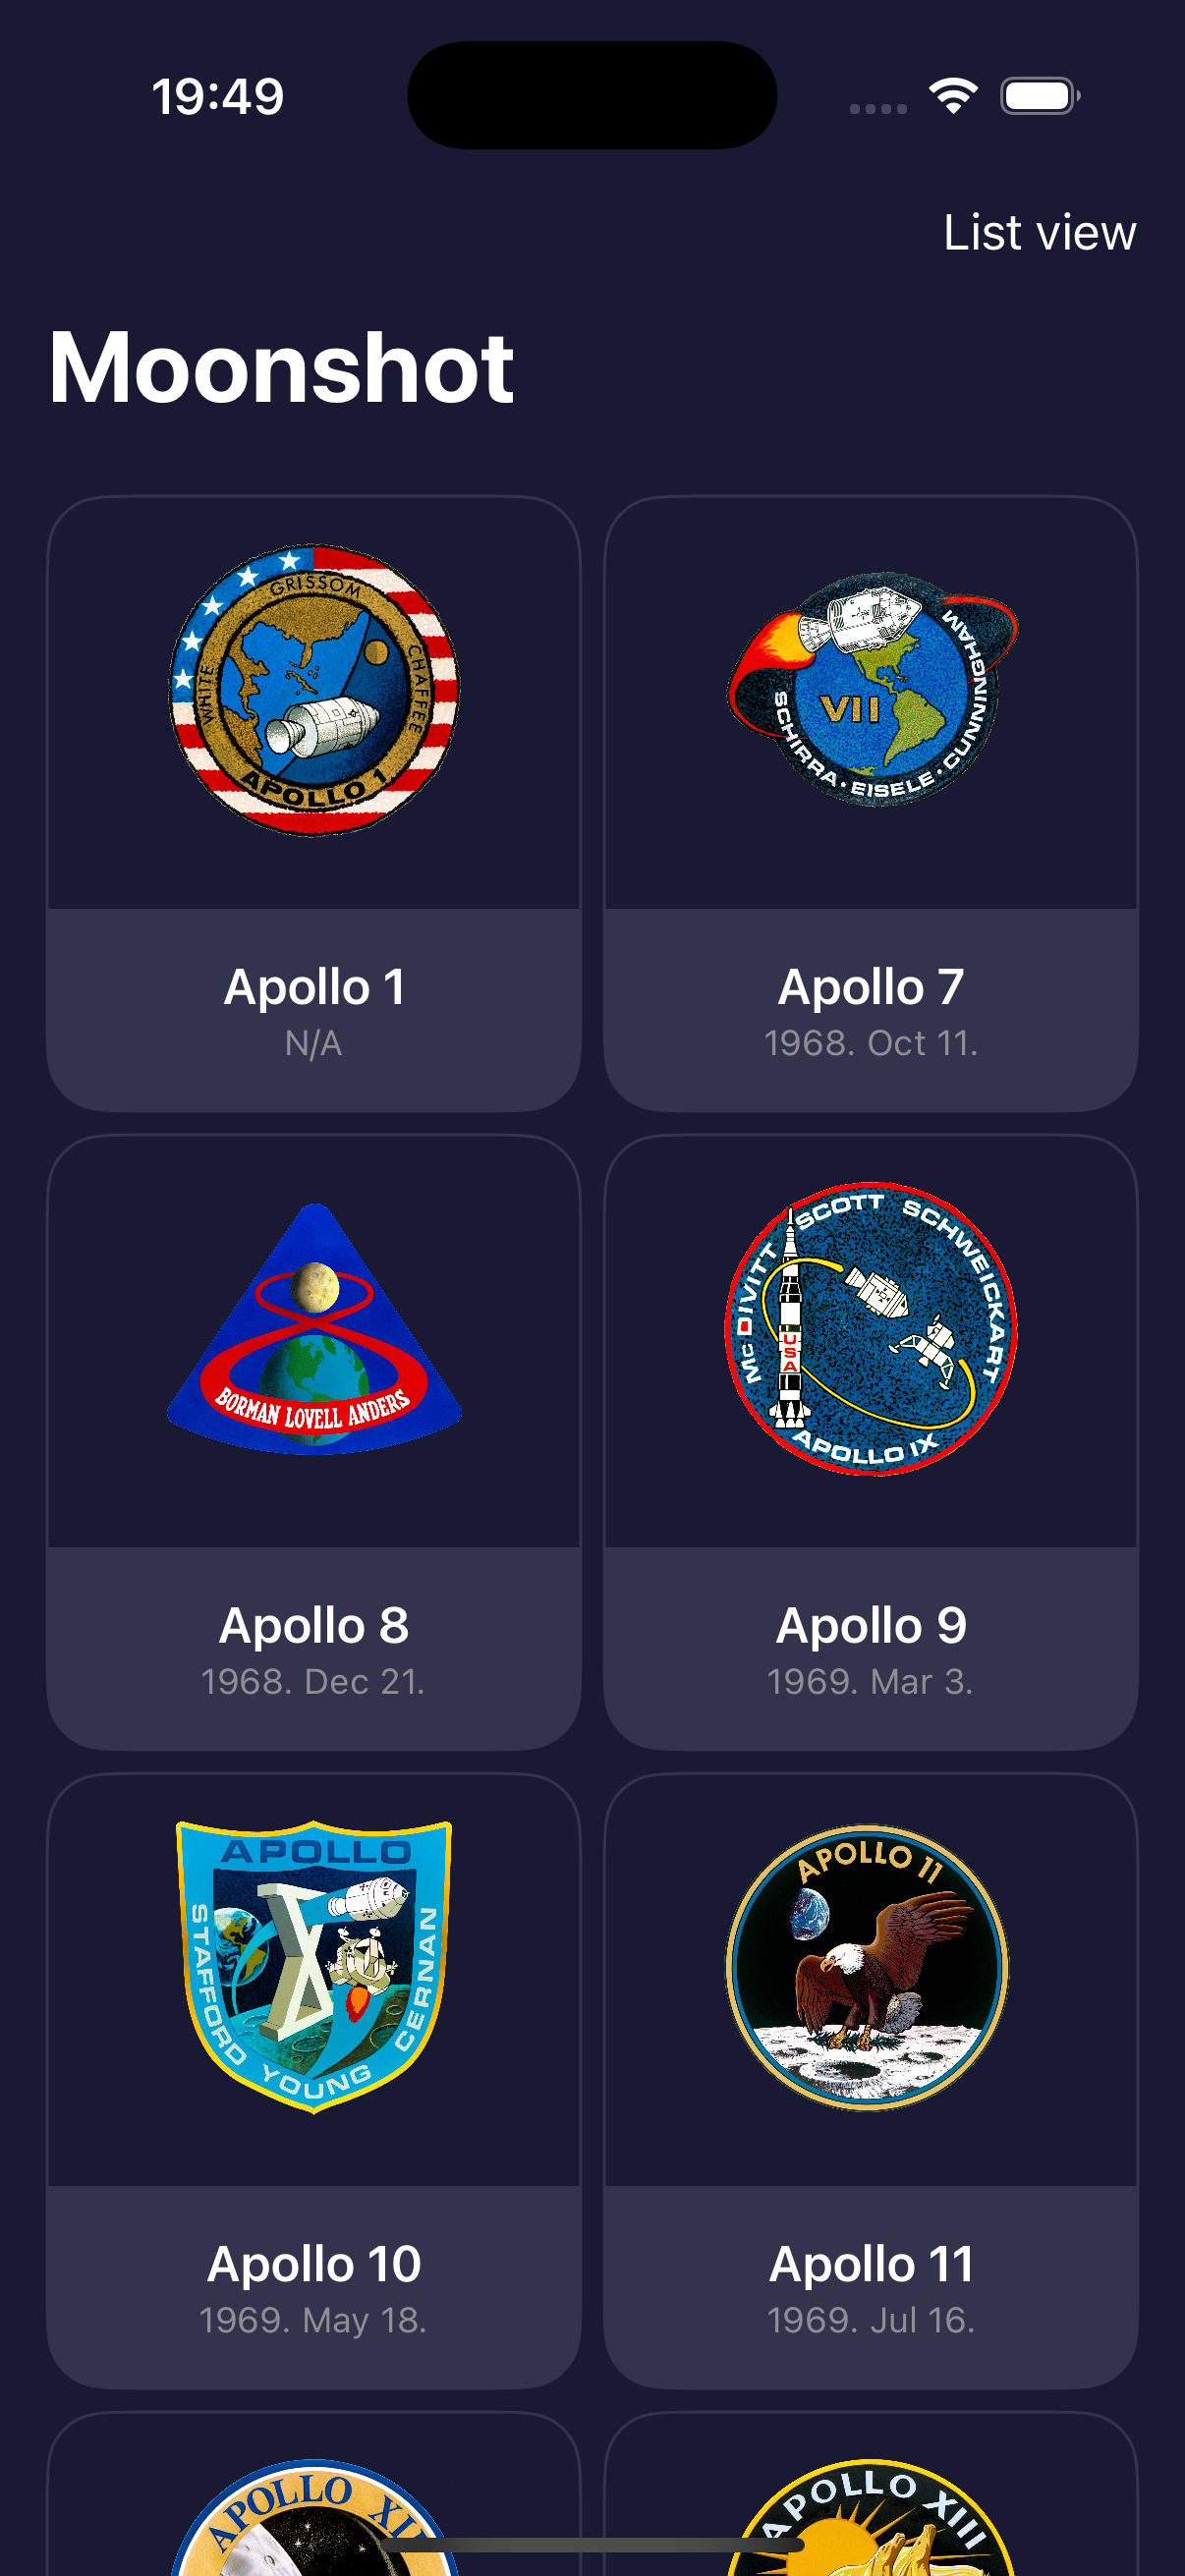 19:49
List view
Moonshot
GRISSOM
WHITE
CHAFFEE
APOLLO 1
VII
SCHIRRA • EISELE • CUNNINGHAM
Apollo 1
N/A
Apollo 7
1968. Oct 11.
BORMAN LOVELL ANDERS
McDIVITT SCOTT SCHWEICKART
USA
APOLLO IX
Apollo 8
1968. Dec 21.
Apollo 9
1969. Mar 3.
APOLLO
X
STAFFORD YOUNG CERNAN
APOLLO 11
Apollo 10
1969. May 18.
Apollo 11
1969. Jul 16.
APOLLO XII
APOLLO XIII